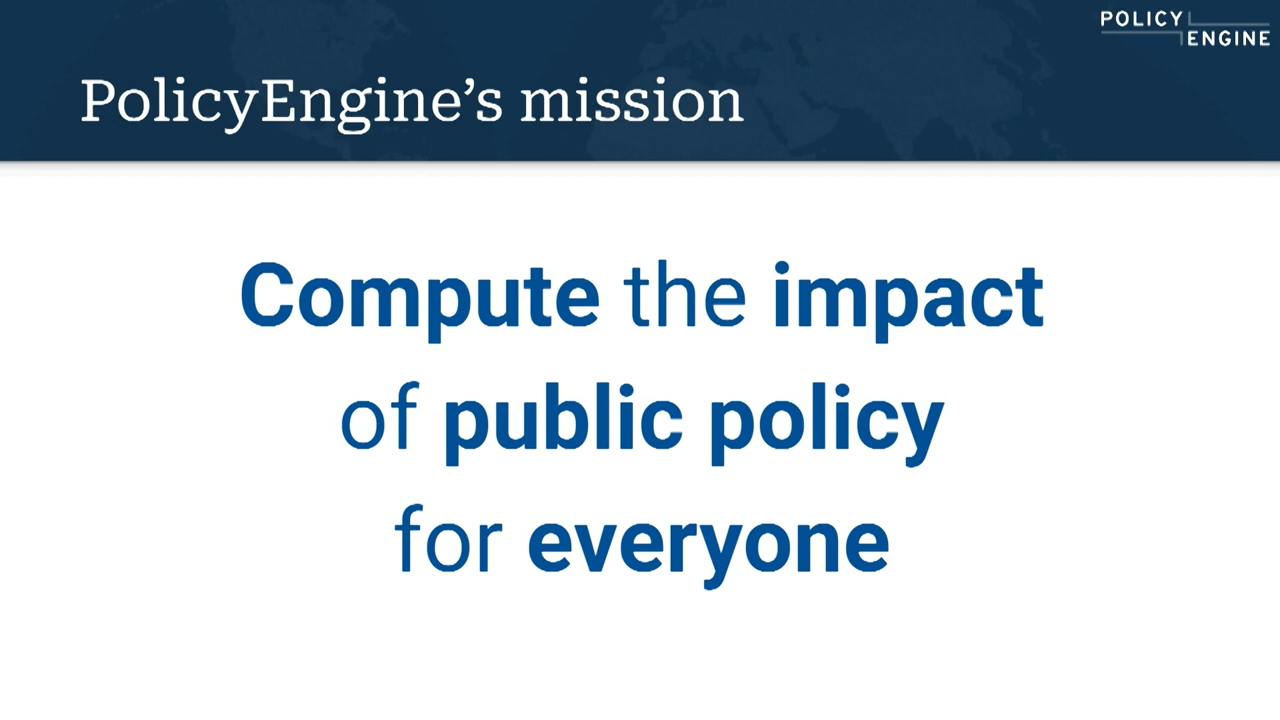 POLICY
ENGINE
PolicyEngine’s mission
Compute the impact
of public policy
for everyone